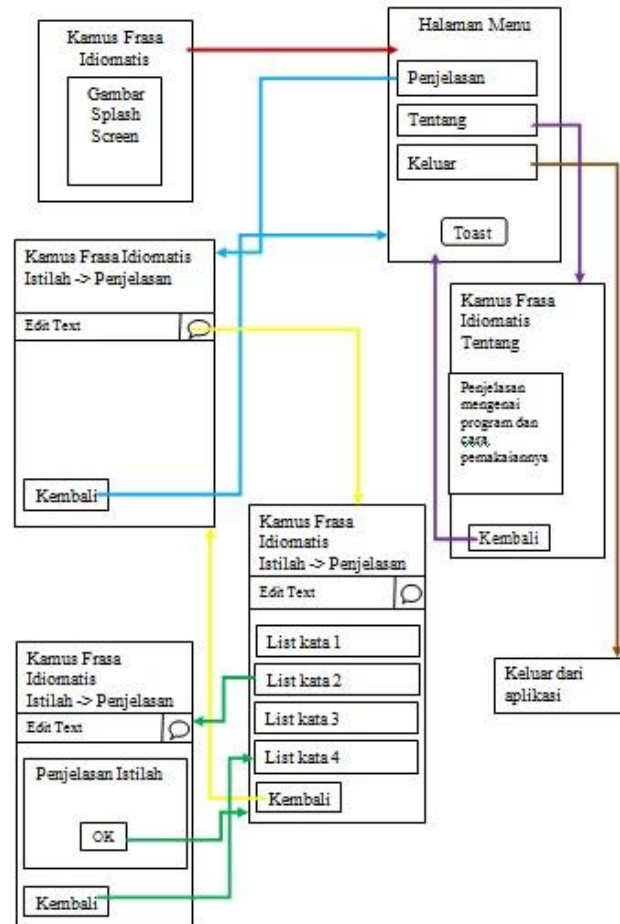 Kamus Frasa
Idiomatis
Gambar
Splash
Screen
Halaman Menu
Penjelasan
Tentang
Keluar
Toast
Kamus Frasa Idiomatis
Istilah -> Penjelasan
Edit Text
Kembali
Kamus Frasa
Idiomatis
Tentang
Penjelasan
mengenai
program dan
cara
pemakaiannya
Kembali
Kamus Frasa
Idiomatis
Istilah -> Penjelasan
Edit Text
List kata 1
List kata 2
List kata 3
List kata 4
Kembali
Keluar dari
aplikasi
Kamus Frasa
Idiomatis
Istilah -> Penjelasan
Edit Text
Penjelasan Istilah
OK
Kembali